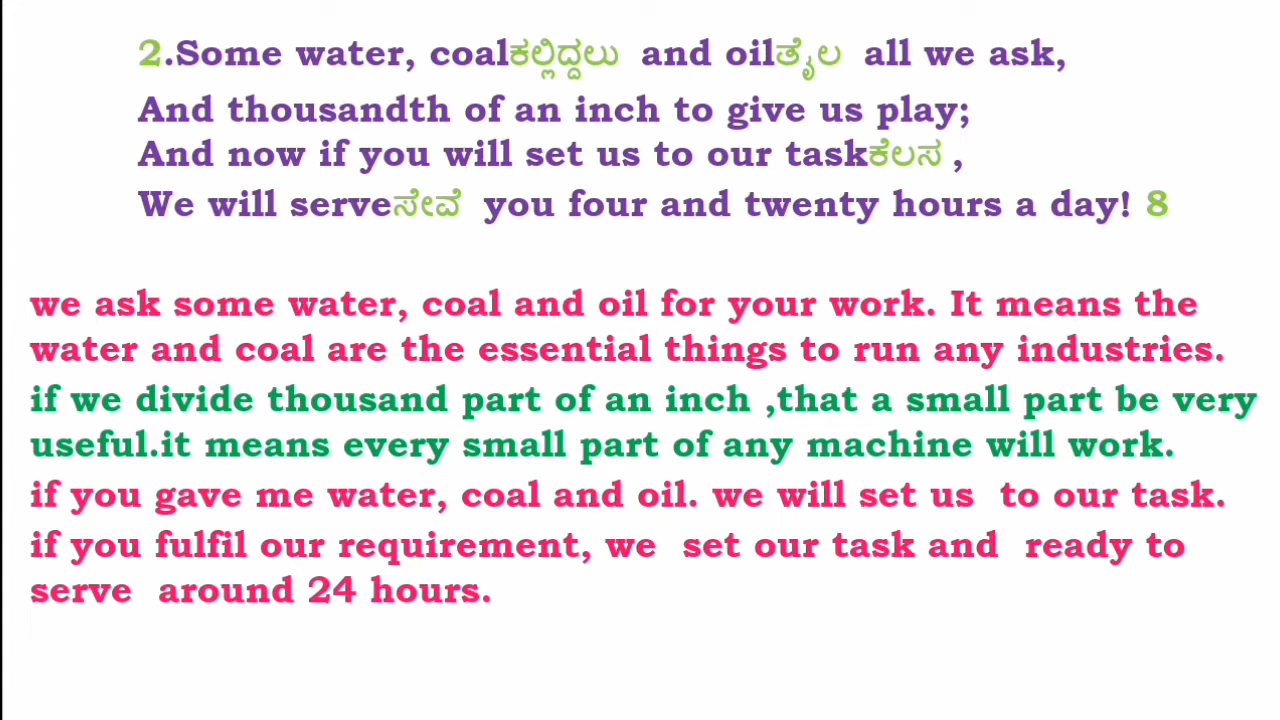 2.Some water, coalಕಲ್ಲಿದ್ದಲು and oilತೈಲ all we ask,
And thousandth of an inch to give us play;
And now if you will set us to our taskಕೆಲಸ ,
We will serveಸೇವೆ you four and twenty hours a day! 8
we ask some water, coal and oil for your work. It means the
water and coal are the essential things to run any industries.
if we divide thousand part of an inch ,that a small part be very
useful.it means every small part of any machine will work.
if you gave me water, coal and oil. we will set us to our task.
if you fulfil our requirement, we set our task and ready to
serve around 24 hours.